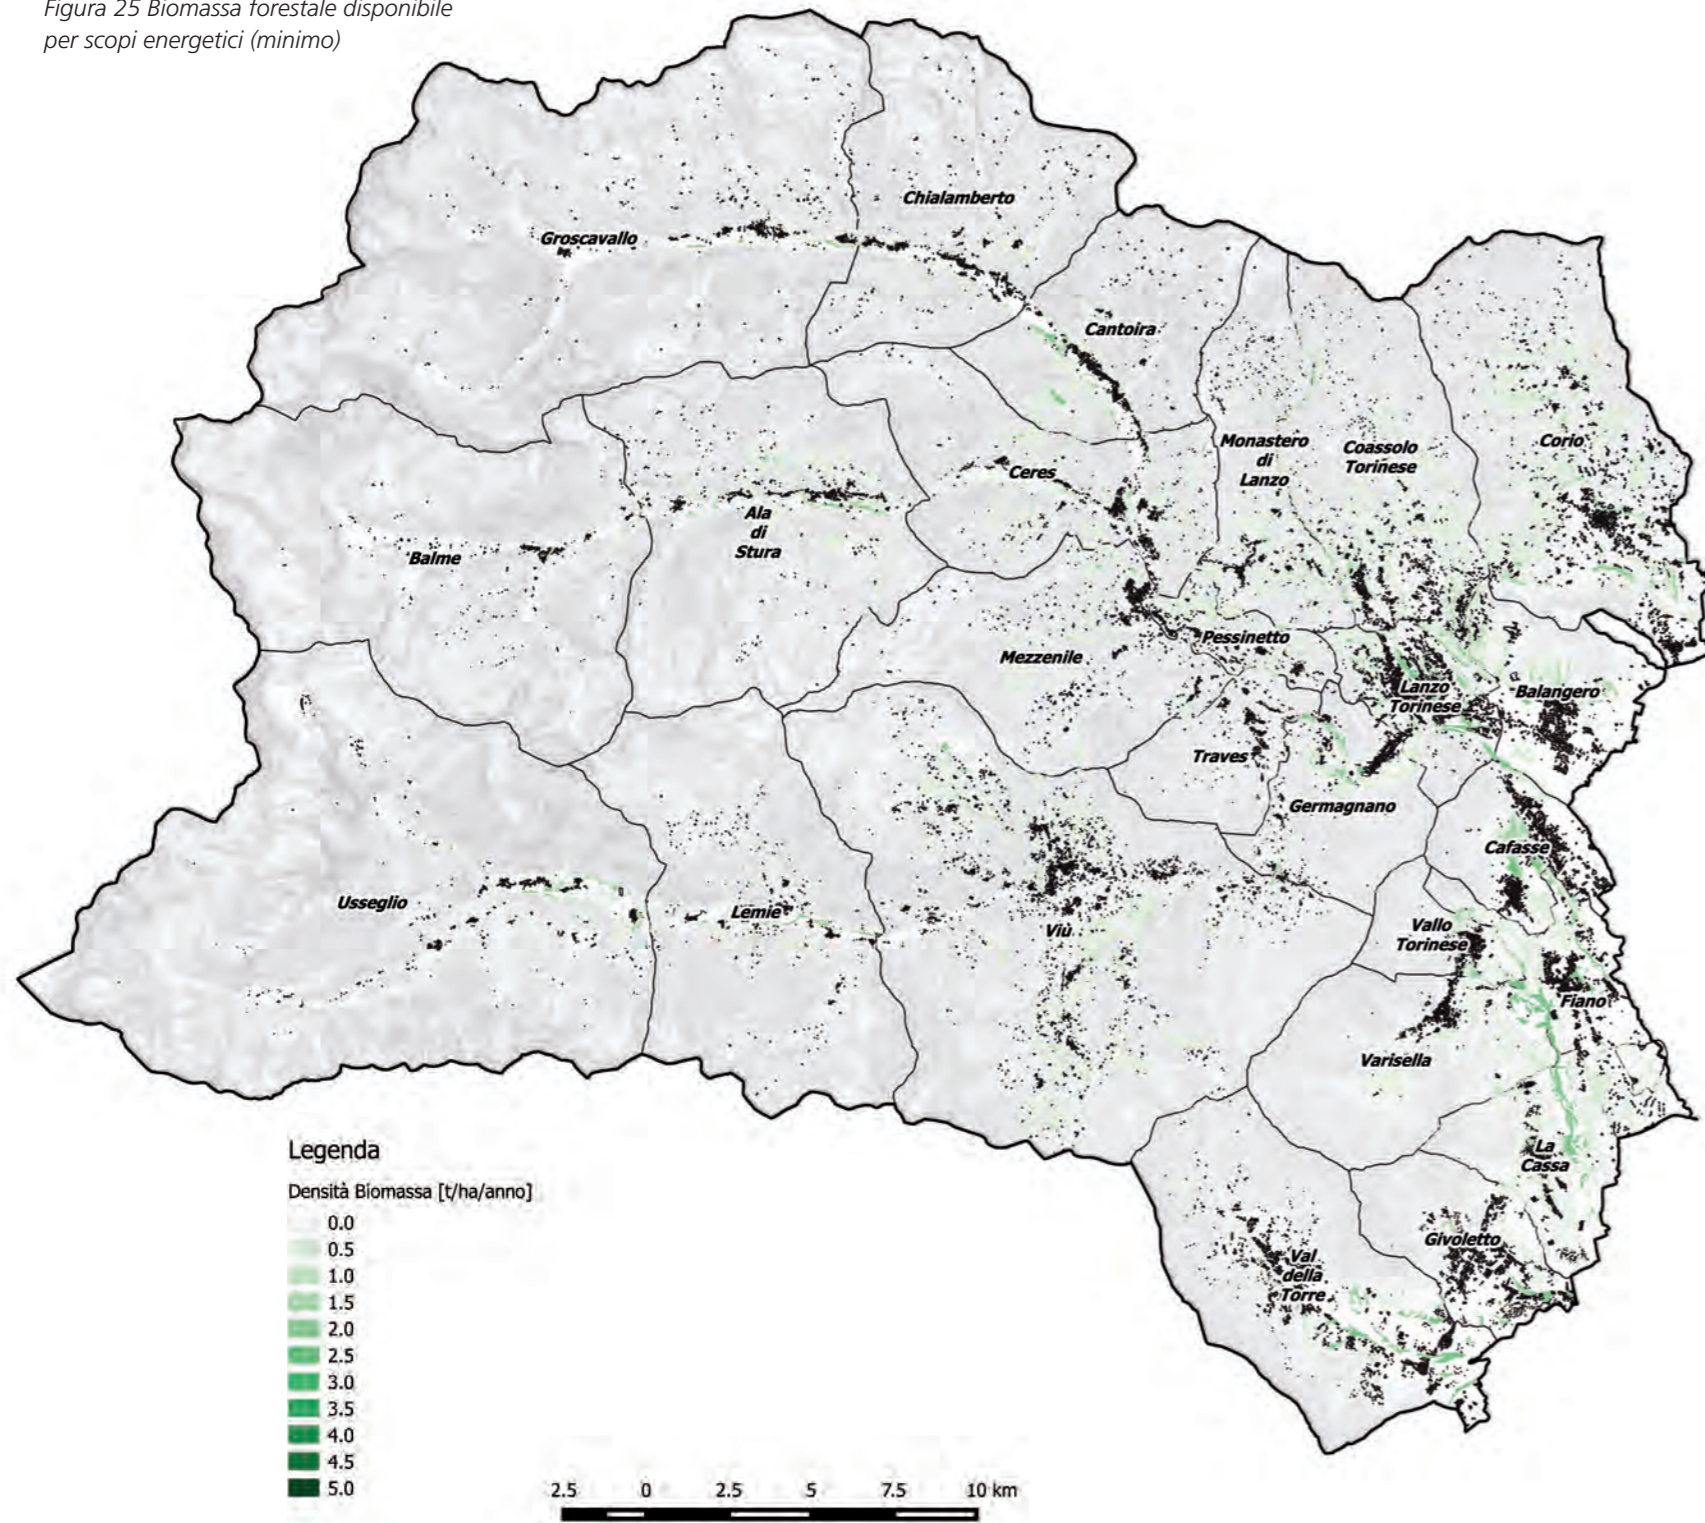 Figura 25 Biomassa forestale disponibile
per scopi energetici (minimo)
Chialamberto
Groscavallo
Cantoira
Monastero
di
Lanzo
Coassolo
Torinese
Corio
Ceres
Ala
di
Stura
Balme
Pessinetto
Mezzenile
Lanzo
Torinese
Balangero
Traves
Germagnano
Cafasse
Usseglio
Lemie
Viù
Vallo
Torinese
Fiano
Varisella
La
Cassa
Givoletto
Val
della
Torre
Legenda
Densità Biomassa [t/ha/anno]
0.0
0.5
1.0
1.5
2.0
2.5
3.0
3.5
4.0
4.5
5.0
2.5 0 2.5 5 7.5 10 km